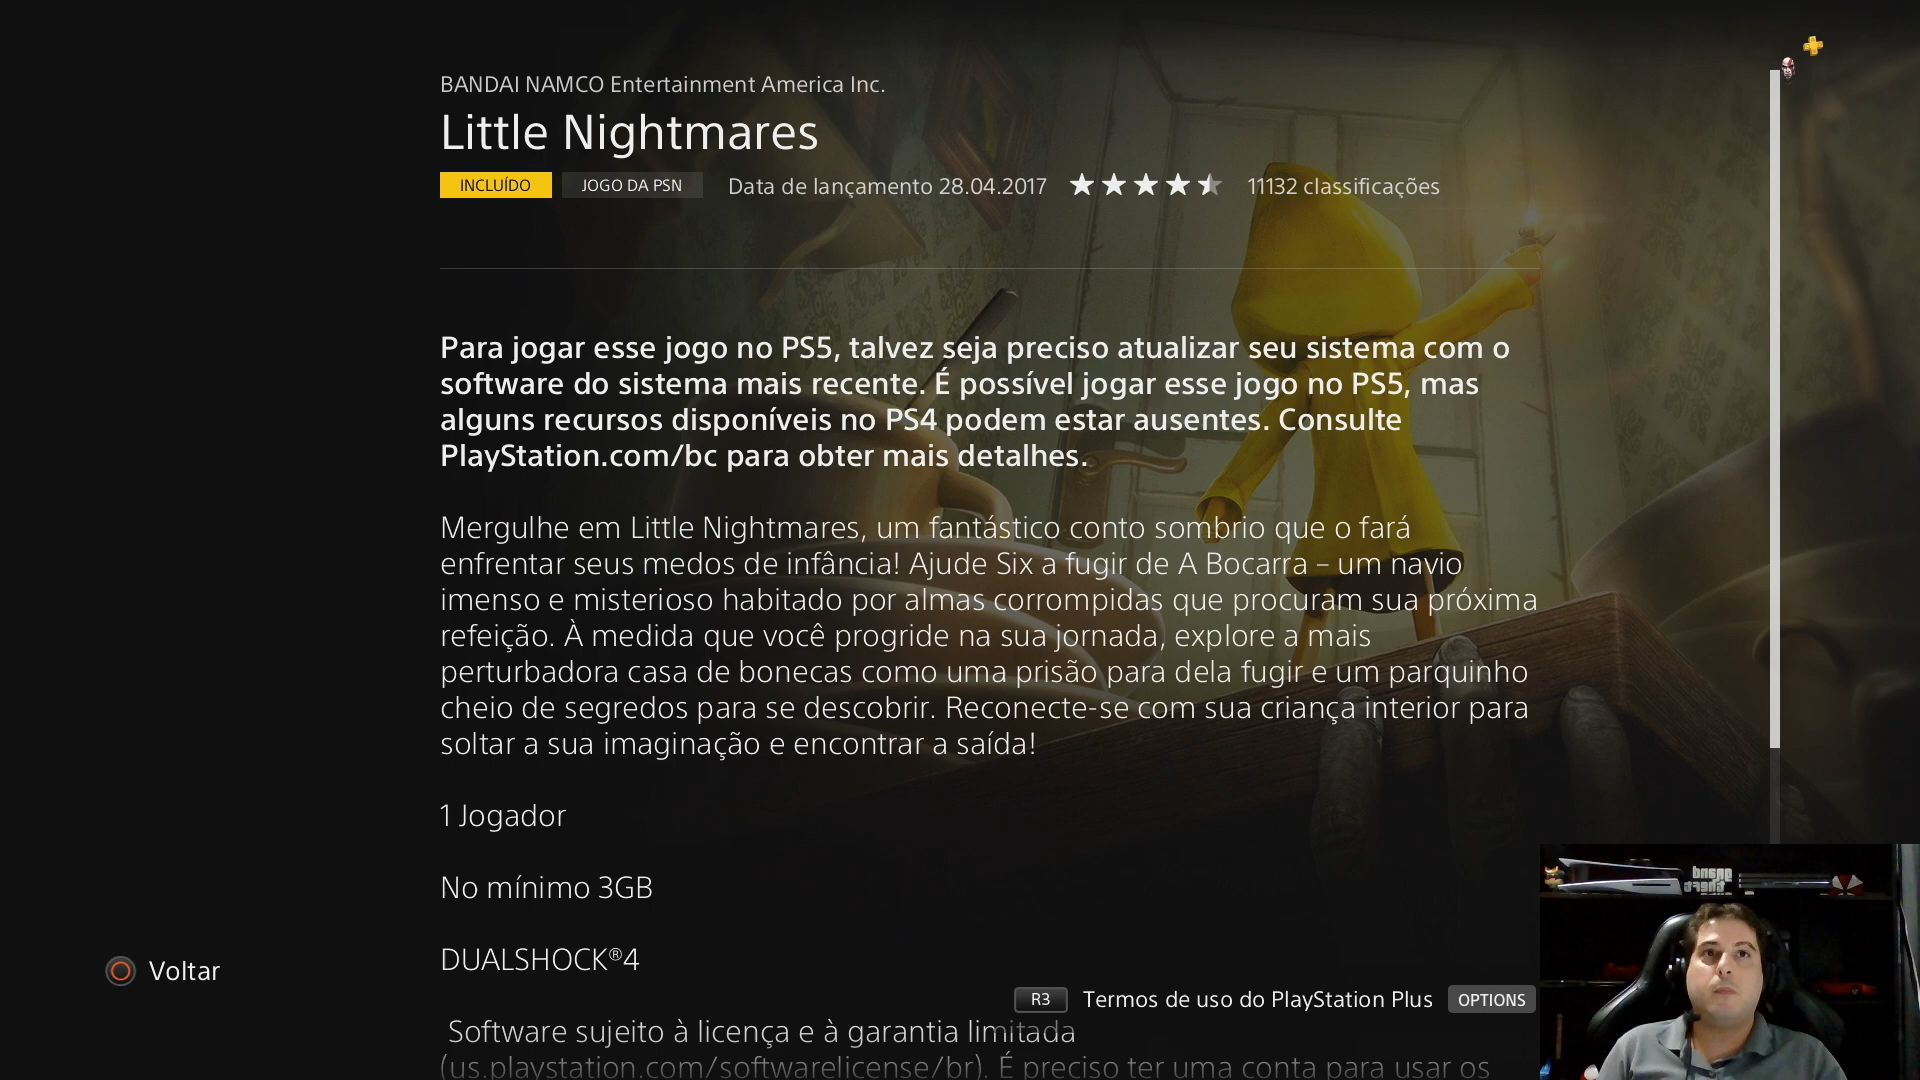 BANDAI NAMCO Entertainment America Inc.
Little Nightmares
INCLUÍDO JOGO DA PSN Data de lançamento 28.04.2017 11132 classificações
Para jogar esse jogo no PS5, talvez seja preciso atualizar seu sistema com o
software do sistema mais recente. É possível jogar esse jogo no PS5, mas
alguns recursos disponíveis no PS4 podem estar ausentes. Consulte
PlayStation.com/bc para obter mais detalhes.
Mergulhe em Little Nightmares, um fantástico conto sombrio que o fará
enfrentar seus medos de infância! Ajude Six a fugir de A Bocarra – um navio
imenso e misterioso habitado por almas corrompidas que procuram sua próxima
refeição. À medida que você progride na sua jornada, explore a mais
perturbadora casa de bonecas como uma prisão para dela fugir e um parquinho
cheio de segredos para se descobrir. Reconecte-se com sua criança interior para
soltar a sua imaginação e encontrar a saída!
1 Jogador
No mínimo 3GB
DUALSHOCK®4
Voltar
R3 Termos de uso do PlayStation Plus OPTIONS
Software sujeito à licença e à garantia limitada
(us.playstation.com/softwarelicense/br). É preciso ter uma conta para usar os